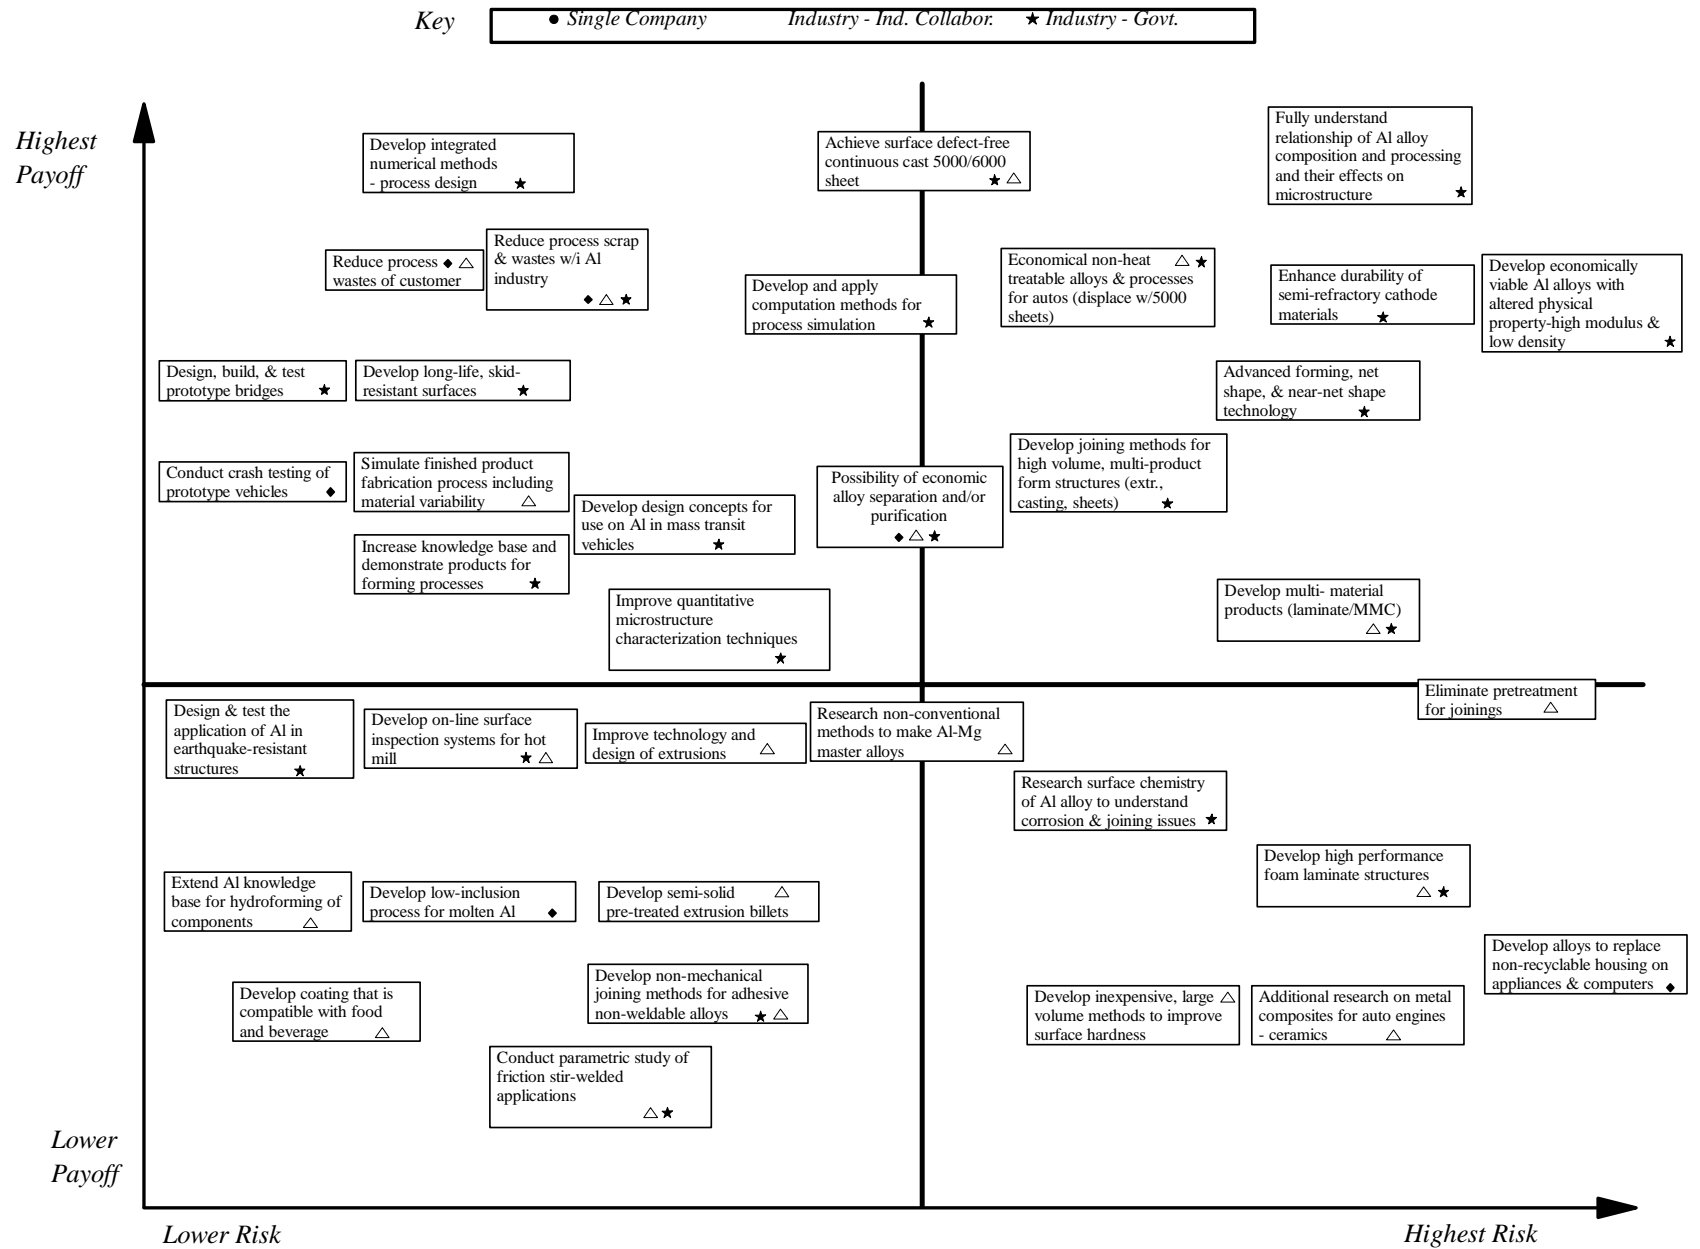 Key
● Single Company Industry - Ind. Collabor. ★ Industry - Govt.
Highest
Payoff
Develop integrated
numerical methods
- process design ★
Achieve surface defect-free
continuous cast 5000/6000
sheet ★ △
Fully understand
relationship of Al alloy
composition and processing
and their effects on
microstructure ★
Reduce process ♦ △
wastes of customer
Reduce process scrap
& wastes w/i Al
industry
♦ △ ★
Develop and apply
computation methods for
process simulation ★
Economical non-heat △ ★
treatable alloys & processes
for autos (displace w/5000
sheets)
Enhance durability of
semi-refractory cathode
materials ★
Develop economically
viable Al alloys with
altered physical
property-high modulus &
low density ★
Design, build, & test
prototype bridges ★
Develop long-life, skid-
resistant surfaces ★
Advanced forming, net
shape, & near-net shape
technology ★
Conduct crash testing of
prototype vehicles ♦
Simulate finished product
fabrication process including
material variability △
Develop design concepts for
use on Al in mass transit
vehicles ★
Possibility of economic
alloy separation and/or
purification
♦ △ ★
Develop joining methods for
high volume, multi-product
form structures (extr.,
casting, sheets) ★
Increase knowledge base and
demonstrate products for
forming processes ★
Improve quantitative
microstructure
characterization techniques
★
Develop multi- material
products (laminate/MMC)
△ ★
Eliminate pretreatment
for joinings △
Design & test the
application of Al in
earthquake-resistant
structures ★
Develop on-line surface
inspection systems for hot
mill ★ △
Improve technology and
design of extrusions △
Research non-conventional
methods to make Al-Mg
master alloys △
Research surface chemistry
of Al alloy to understand
corrosion & joining issues ★
Develop high performance
foam laminate structures
△ ★
Extend Al knowledge
base for hydroforming of
components △
Develop low-inclusion
process for molten Al ♦
Develop semi-solid △
pre-treated extrusion billets
Develop alloys to replace
non-recyclable housing on
appliances & computers ♦
Develop coating that is
compatible with food
and beverage △
Develop non-mechanical
joining methods for adhesive
non-weldable alloys ★ △
Develop inexpensive, large △
volume methods to improve
surface hardness
Additional research on metal
composites for auto engines
- ceramics △
Conduct parametric study of
friction stir-welded
applications
△ ★
Lower
Payoff
Lower Risk
Highest Risk